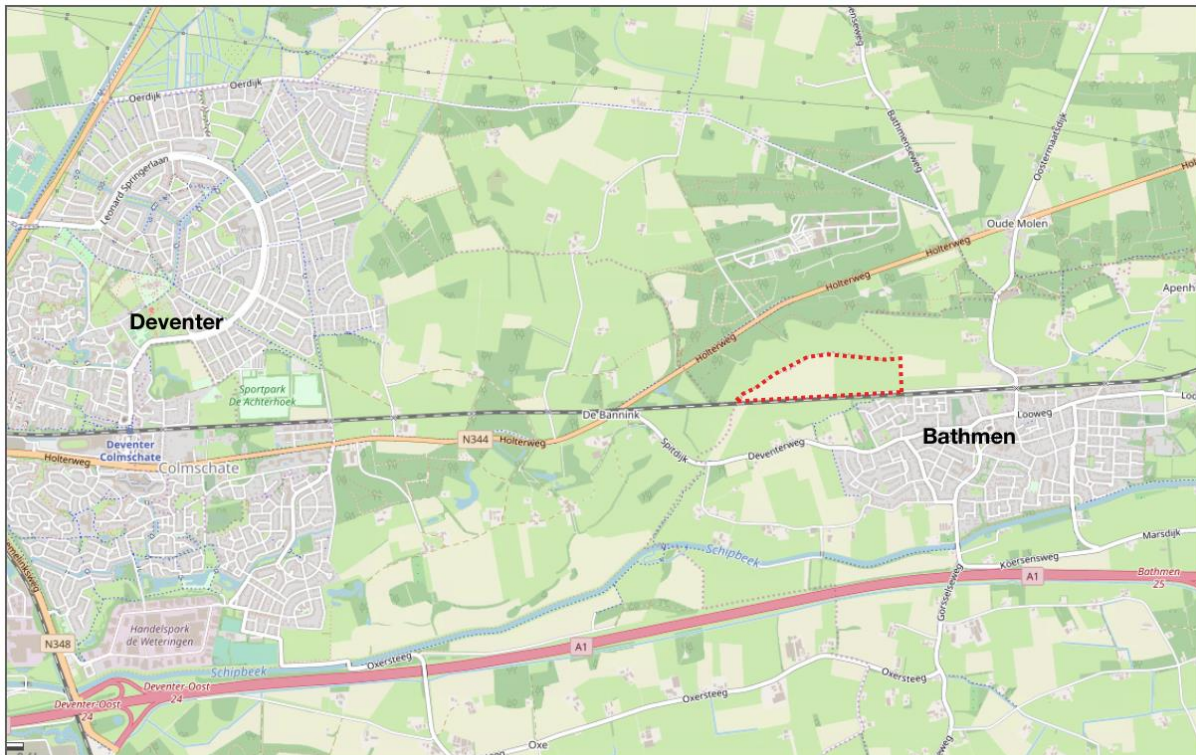 Oerdijk
Oerdijk
Bathmenseweg
Oostermaatsdijk
Leonard Springerlaan
Oude Molen
Holterweg
Holterweg
Holterweg
Apenh
Deventer
Sportpark
De Achterhoek
De Bannink
Looweg
Deventer
Colmschate
Holterweg
Colmschate
N344
Holterweg
Spitdijk
Deventerweg
Bathmen
Schipbeek
Marsdijk
Koersensweg
A1
Bathmen
25
Gorsselseweg
Handelspark
de Weteringen
N348
A1
Schipbeek
Oxersteeg
Deventer-Oost
24
Deventer-Oost
24
Oxersteeg
Oxersteeg
Oxe